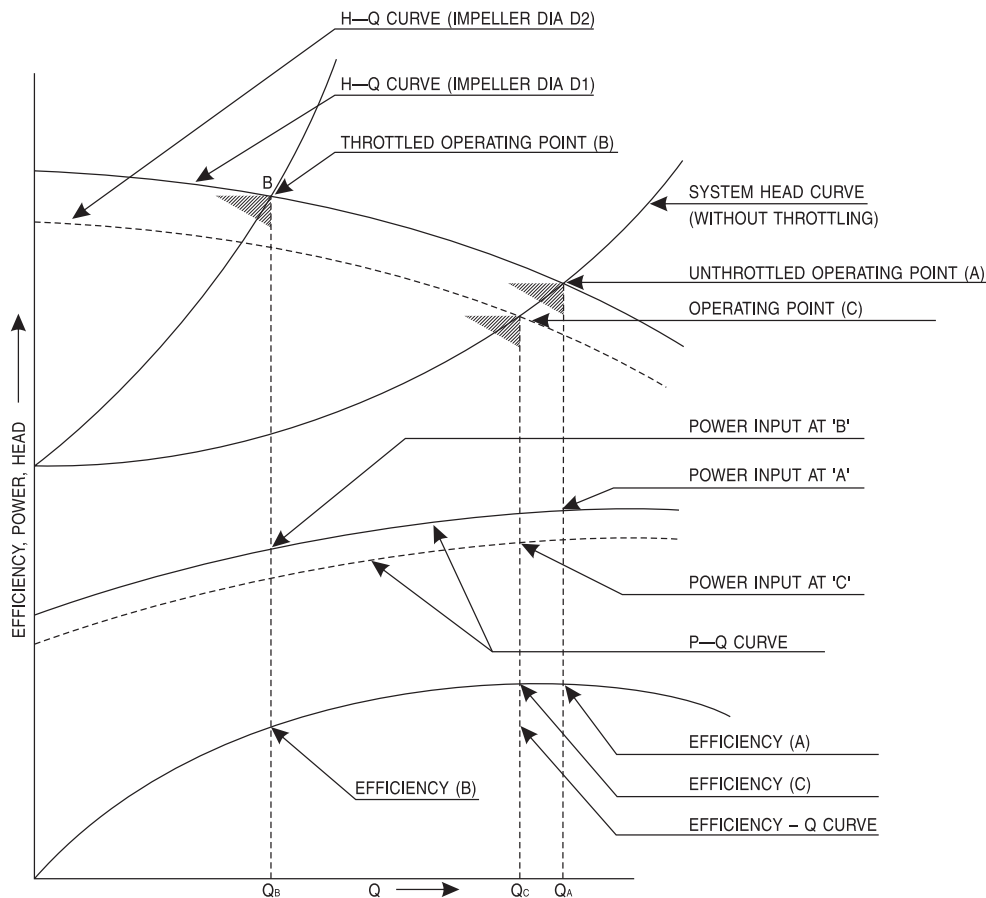 H—Q CURVE (IMPELLER DIA D2)
H—Q CURVE (IMPELLER DIA D1)
THROTTLED OPERATING POINT (B)
B
SYSTEM HEAD CURVE
(WITHOUT THROTTLING)
UNTHROTTLED OPERATING POINT (A)
OPERATING POINT (C)
EFFICIENCY, POWER, HEAD
POWER INPUT AT 'B'
POWER INPUT AT 'A'
POWER INPUT AT 'C'
P—Q CURVE
EFFICIENCY (A)
EFFICIENCY (B)
EFFICIENCY (C)
EFFICIENCY – Q CURVE
QB Q QC QA